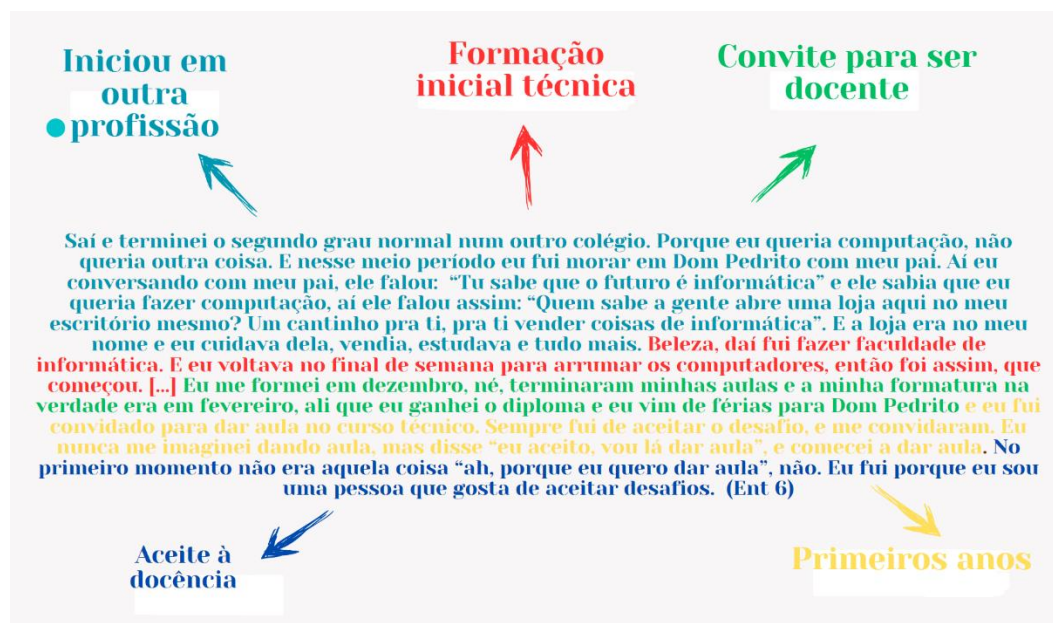 Iniciou em
outra
profissão
Formação
inicial técnica
Convite para ser
docente
Saí e terminei o segundo grau normal num outro colégio. Porque eu queria computação, não
queria outra coisa. E nesse meio período eu fui morar em Dom Pedrito com meu pai. Aí eu
conversando com meu pai, ele falou: “Tu sabe que o futuro é informática” e ele sabia que eu
queria fazer computação, aí ele falou assim: “Quem sabe a gente abre uma loja aqui no meu
escritório mesmo? Um cantinho pra ti, pra ti vender coisas de informática”. E a loja era no meu
nome e eu cuidava dela, vendia, estudava e tudo mais. Beleza, daí fui fazer faculdade de
informática. E eu voltava no final de semana para arrumar os computadores, então foi assim, que
começou. [...] Eu me formei em dezembro, né, terminaram minhas aulas e a minha formatura na
verdade era em fevereiro, ali que eu ganhei o diploma e eu vim de férias para Dom Pedrito e eu fui
convidado para dar aula no curso técnico. Sempre fui de aceitar o desafio, e me convidaram. Eu
nunca me imaginei dando aula, mas disse “eu aceito, vou lá dar aula”, e comecei a dar aula. No
primeiro momento não era aquela coisa “ah, porque eu quero dar aula”, não. Eu fui porque eu sou
uma pessoa que gosta de aceitar desafios. (Ent 6)
Aceite à
docência
Primeiros anos